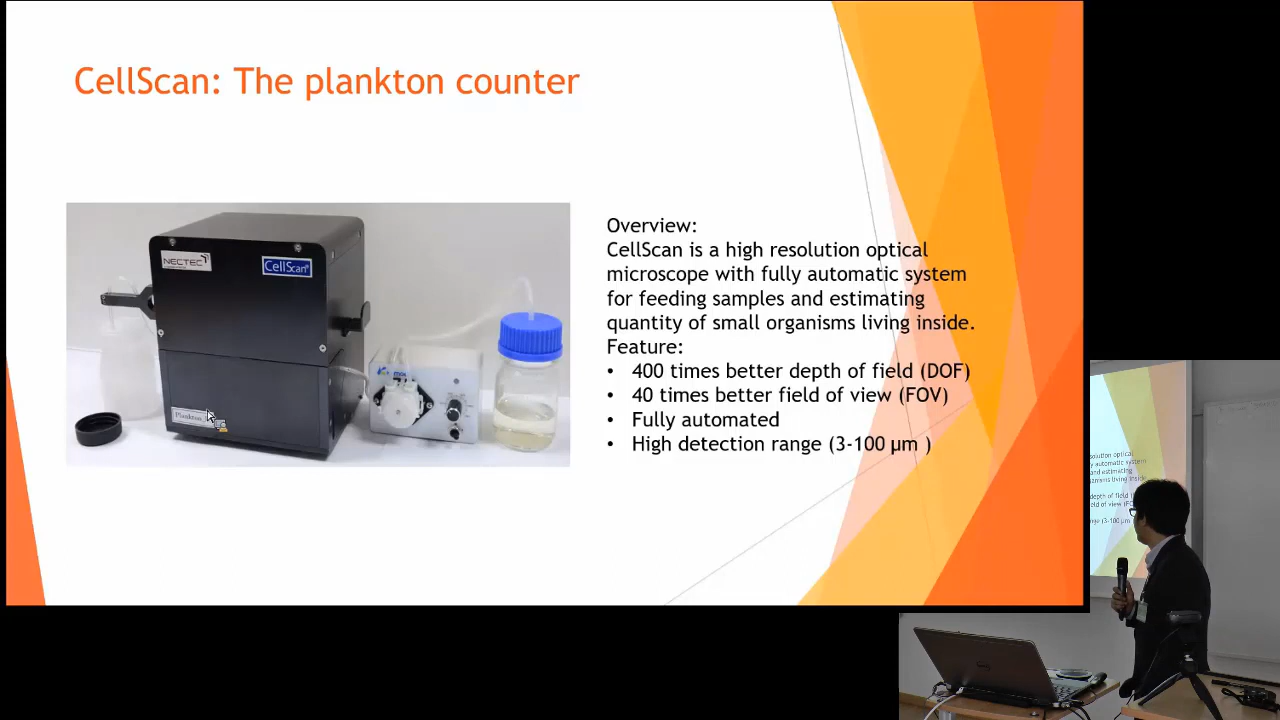 CellScan: The plankton counter
NECTEC
CellScan
Plankton
Overview:
CellScan is a high resolution optical
microscope with fully automatic system
for feeding samples and estimating
quantity of small organisms living inside.
Feature:
• 400 times better depth of field (DOF)
• 40 times better field of view (FOV)
• Fully automated
• High detection range (3-100 µm )